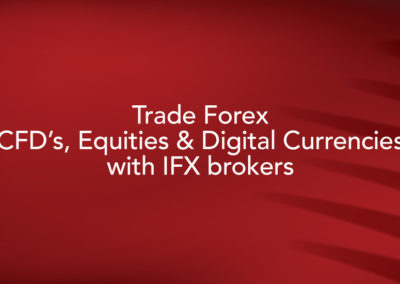 Trade Forex
CFD's, Equities & Digital Currencies
with IFX brokers